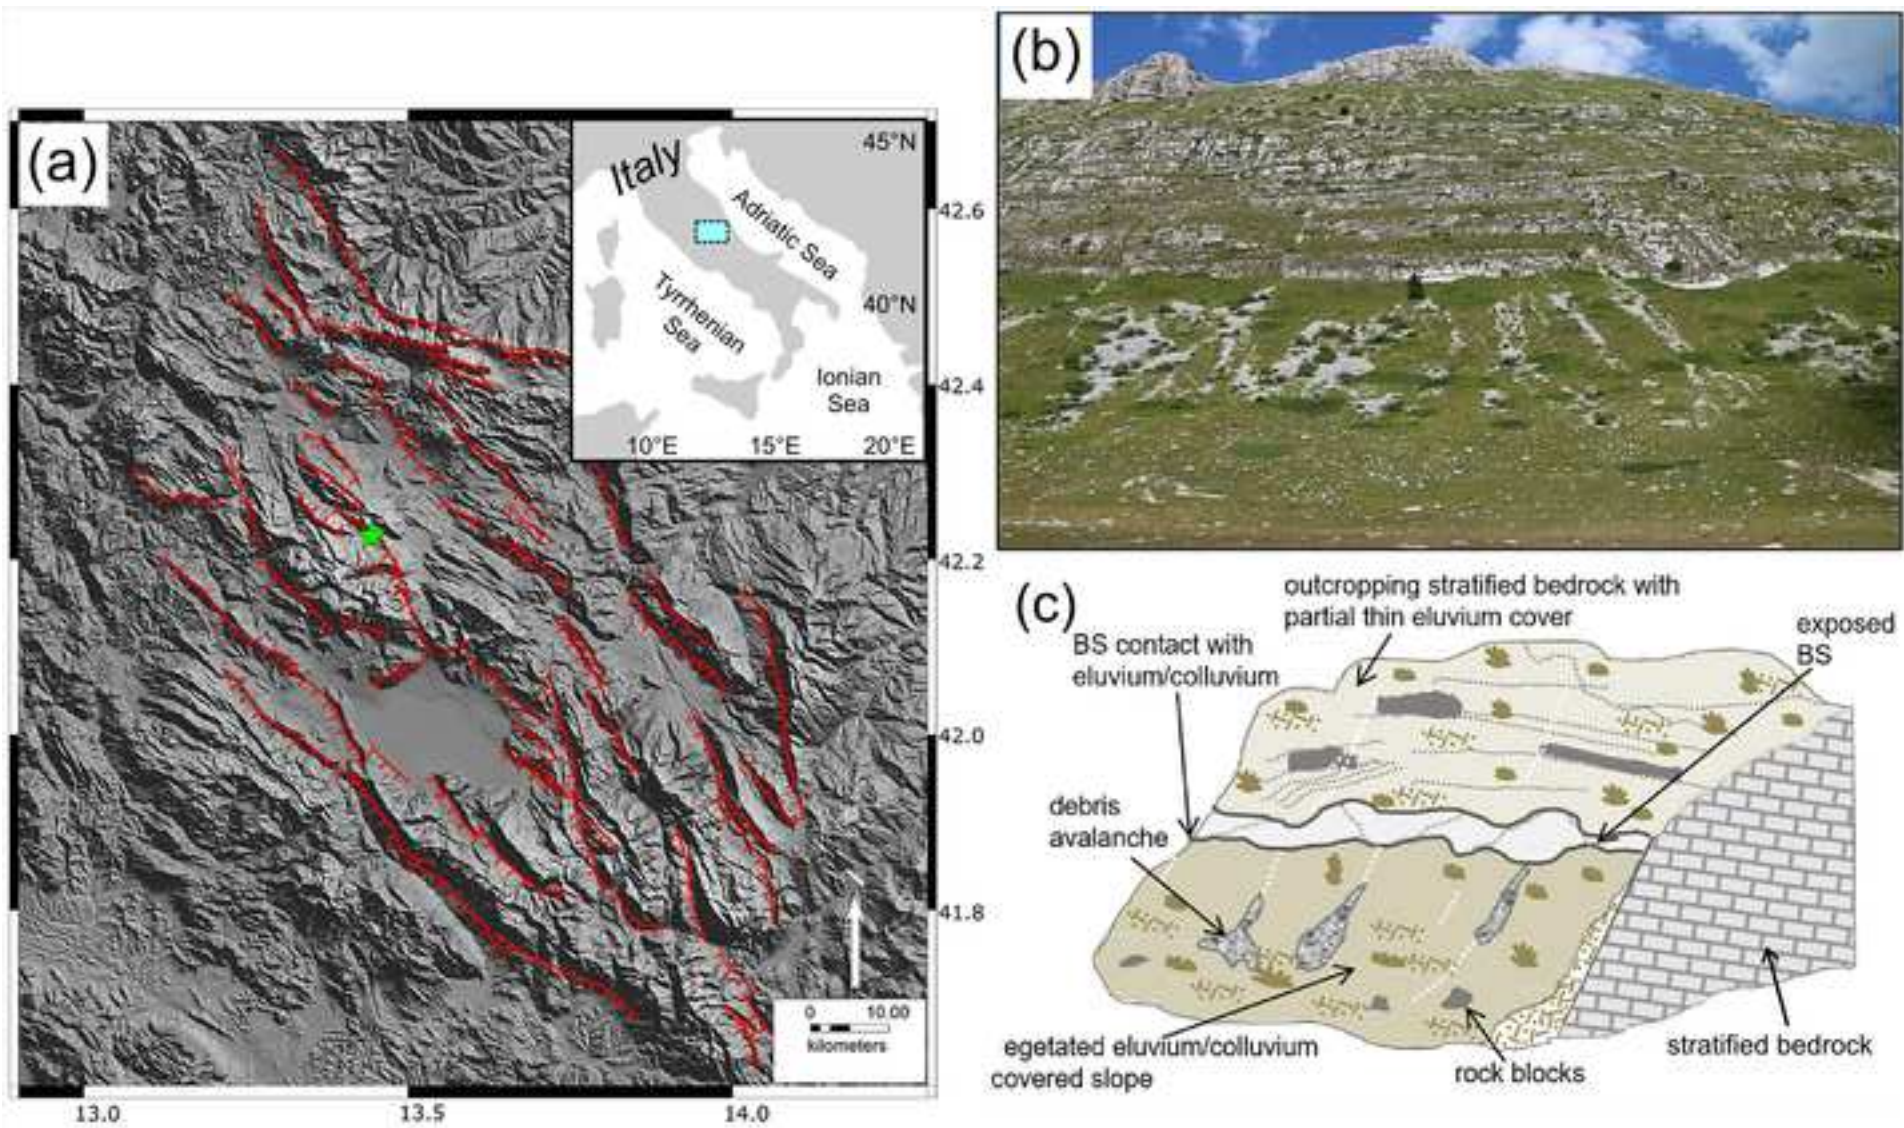 (a)
Italy
45°N
Adriatic Sea
40°N
Tyrrhenian
Sea
Ionian
Sea
10°E
15°E
20°E
42.6
42.4
42.2
42.0
41.8
0
10.00
kilometers
13.0
13.5
14.0
(b)
(c)
outcropping stratified bedrock with
partial thin eluvium cover
BS contact with
eluvium/colluvium
exposed
BS
debris
avalanche
egetated eluvium/colluvium
covered slope
rock blocks
stratified bedrock